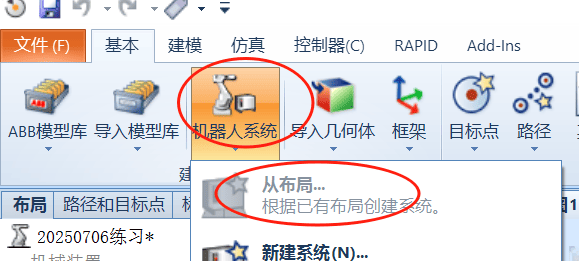 文件(F) 基本 建模 仿真 控制器(C) RAPID Add-Ins
ABB
ABB模型库 导入模型库 机器人系统 导入几何体 框架 目标点 路径
建
从布局...
根据已有布局创建系统。
布局 路径和目标点
20250706练习*
机械装置
新建系统(N)...